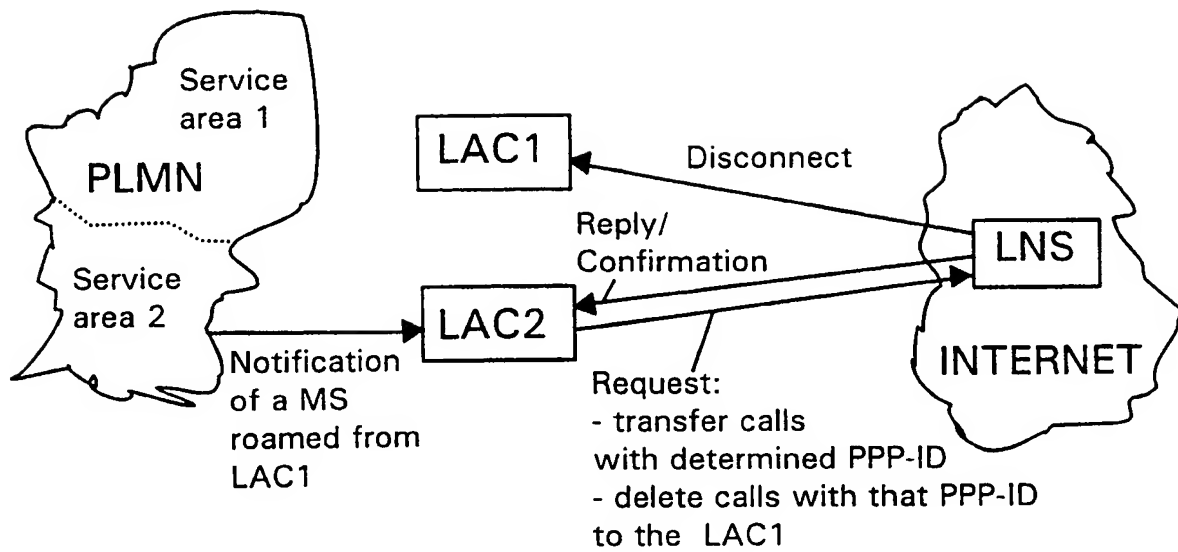 Service
area 1
PLMN
Service
area 2
LAC1
Disconnect
Reply/
Confirmation
LNS
LAC2
INTERNET
Notification
of a MS
roamed from
LAC1
Request:
- transfer calls
with determined PPP-ID
- delete calls with that PPP-ID
to the LAC1